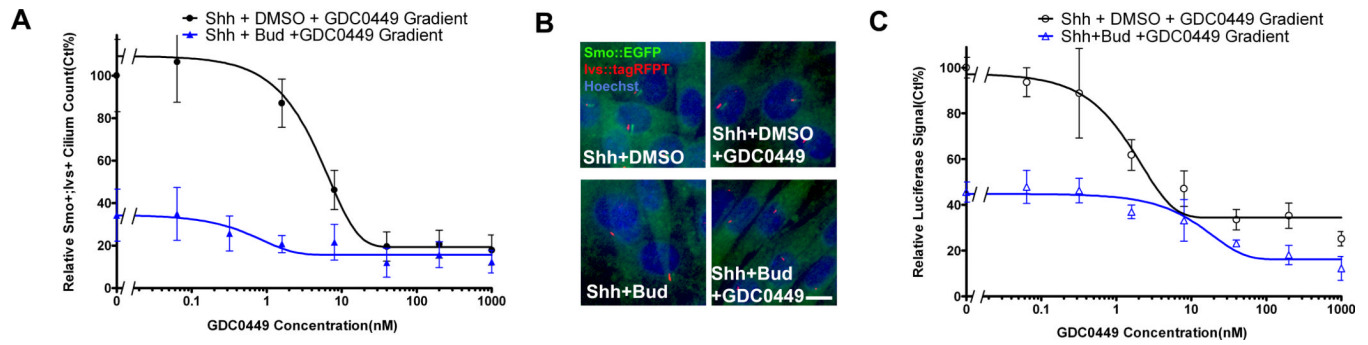 A
Shh + DMSO + GDC0449 Gradient
Shh + Bud +GDC0449 Gradient
Relative Smo+;Ivs+ Cilium Count(Ctl%)
100
80
60
40
20
0
0
0.1
1
10
100
1000
GDC0449 Concentration(nM)
B
Smo::EGFP
Ivs::tagRFPT
Hoechst
Shh+DMSO
Shh+DMSO
+GDC0449
Shh+Bud
Shh+Bud
+GDC0449
C
Shh + DMSO + GDC0449 Gradient
Shh+Bud +GDC0449 Gradient
Relative Luciferase Signal(Ctl%)
100
80
60
40
20
0
0
0.1
1
10
100
1000
GDC0449 Concentration(nM)